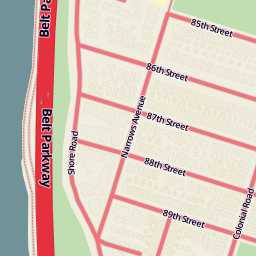 Belt Pa
85th Street
86th Street
Narrows Avenue
87th Street
Belt Parkway
Shore Road
88th Street
Colonial Road
89th Street